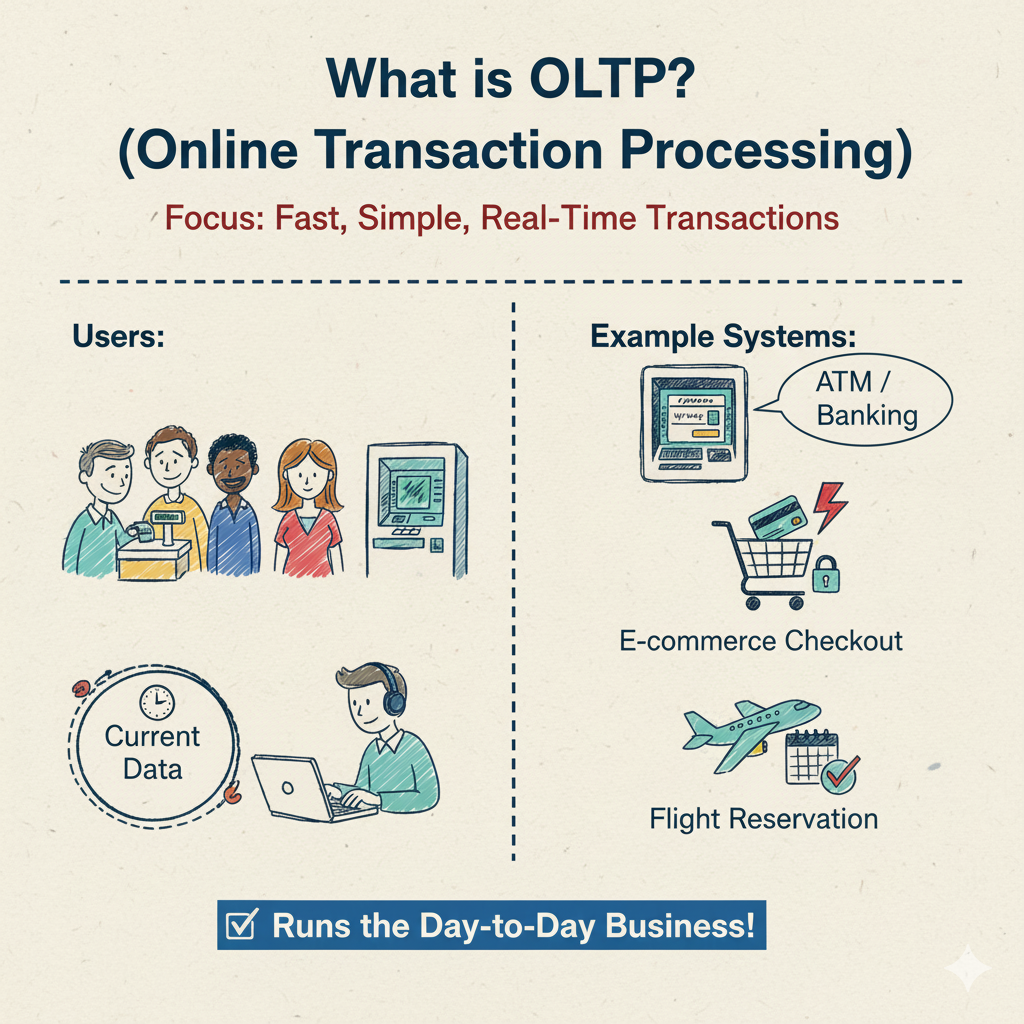 What is OLTP?
(Online Transaction Processing)
Focus: Fast, Simple, Real-Time Transactions
Users:
Current
Data
Example Systems:
ATM /
Banking
E-commerce Checkout
Flight Reservation
Runs the Day-to-Day Business!